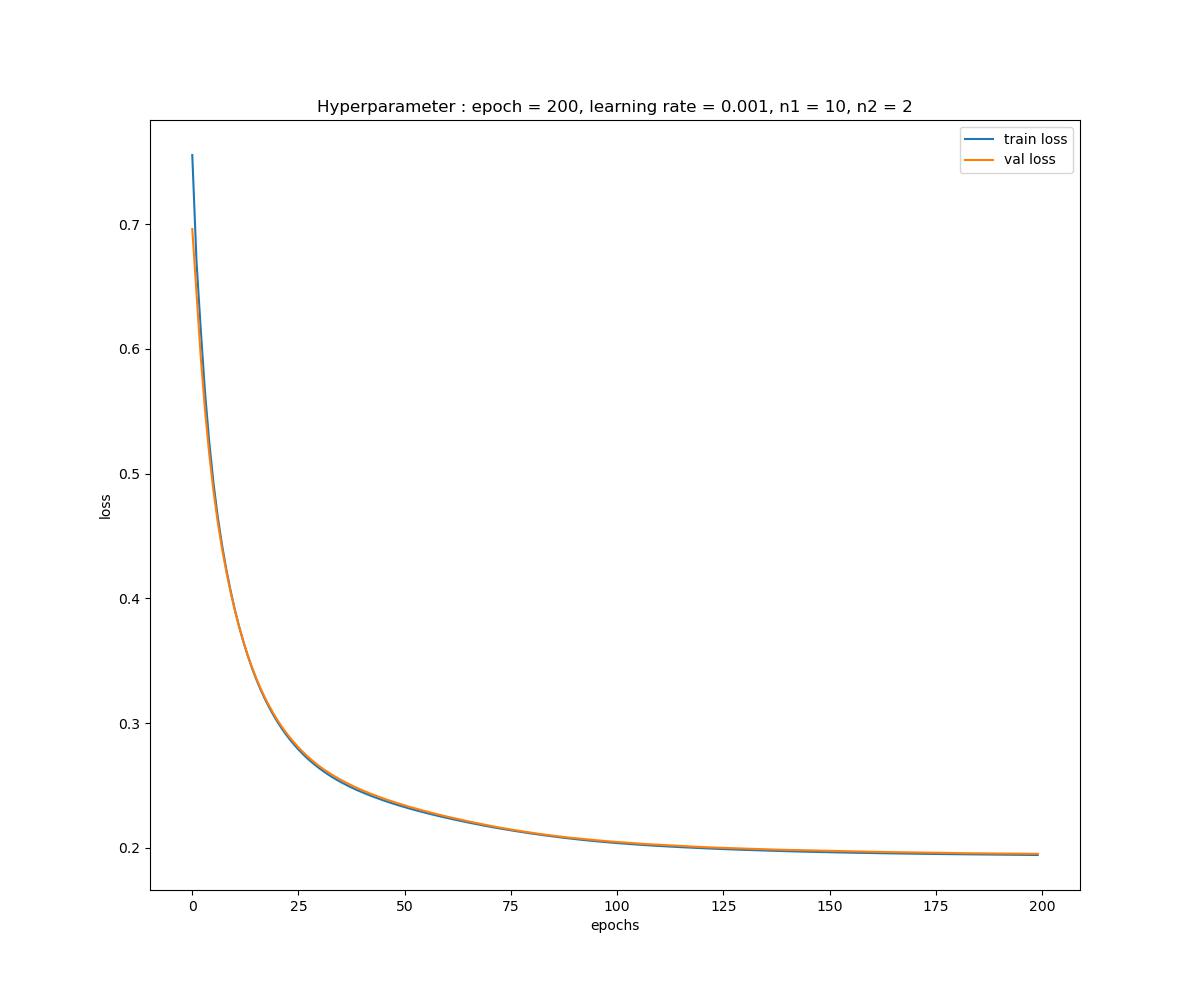 Hyperparameter : epoch = 200, learning rate = 0.001, n1 = 10, n2 = 2
train loss
val loss
0.7
0.6
0.5
0.4
0.3
0.2
loss
0 25 50 75 100 125 150 175 200
epochs